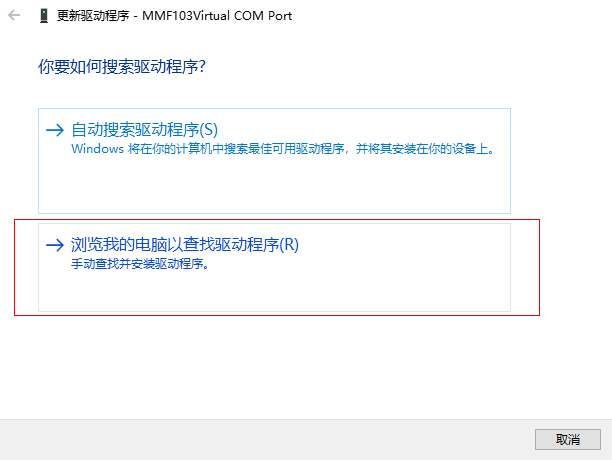 更新驱动程序 - MMF103Virtual COM Port
你要如何搜索驱动程序?
自动搜索驱动程序(S)
Windows 将在你的计算机中搜索最佳可用驱动程序，并将其安装在你的设备上。
浏览我的电脑以查找驱动程序(R)
手动查找并安装驱动程序。
取消